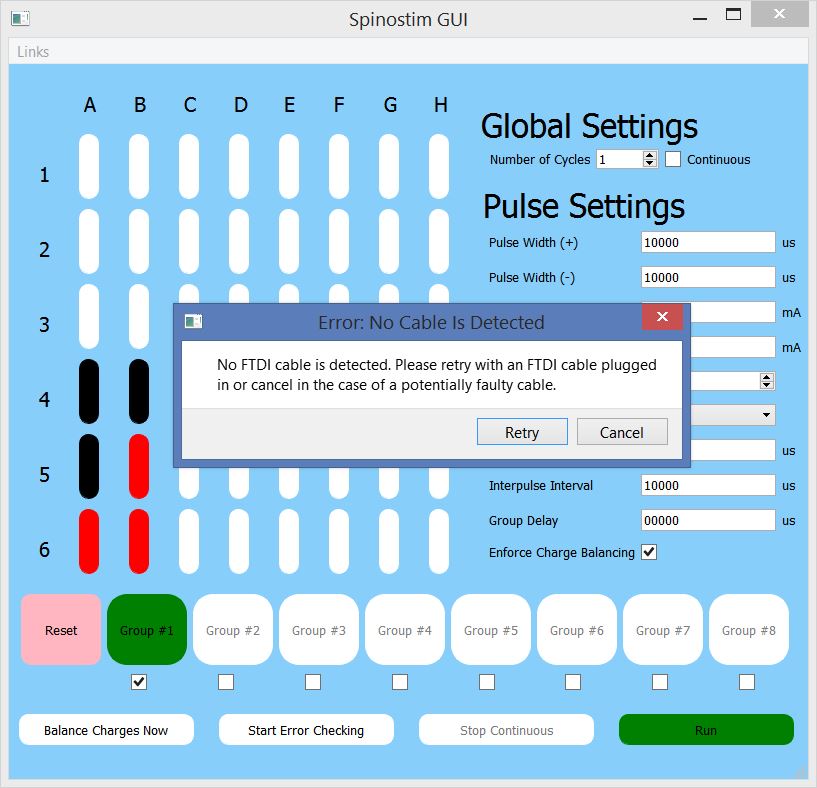 Spinostim GUI
Links
A B C D E F G H
Global Settings
1
Number of Cycles 1 Continuous
Pulse Settings
2
Pulse Width (+) 10000 us
Pulse Width (-) 10000 us
3
mA
Error: No Cable Is Detected
mA
No FTDI cable is detected. Please retry with an FTDI cable plugged
in or cancel in the case of a potentially faulty cable.
4
Retry Cancel
us
5
Interpulse Interval 10000 us
Group Delay 00000 us
6
Enforce Charge Balancing
Reset Group #1 Group #2 Group #3 Group #4 Group #5 Group #6 Group #7 Group #8
Balance Charges Now Start Error Checking Stop Continuous Run